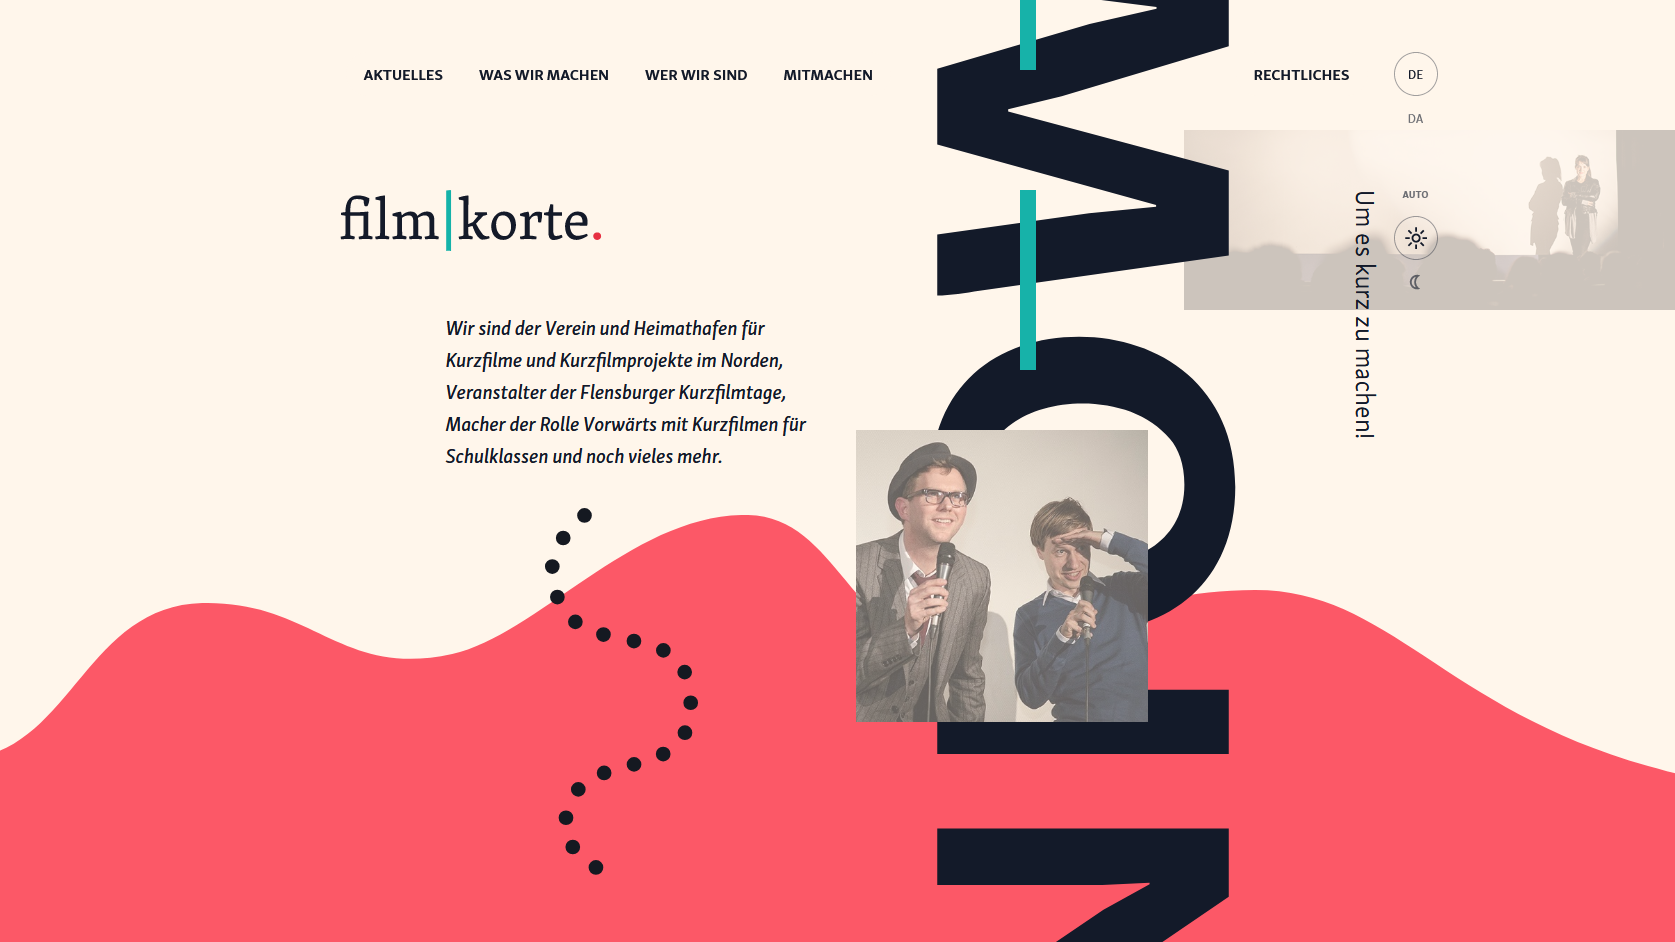 AKTUELLES WAS WIR MACHEN WER WIR SIND MITMACHEN RECHTLICHES DE
DA
AUTO
film|korte.
Um es kurz zu machen!
Wir sind der Verein und Heimathafen für
Kurzfilme und Kurzfilmprojekte im Norden,
Veranstalter der Flensburger Kurzfilmtage,
Macher der Rolle Vorwärts mit Kurzfilmen für
Schulklassen und noch vieles mehr.